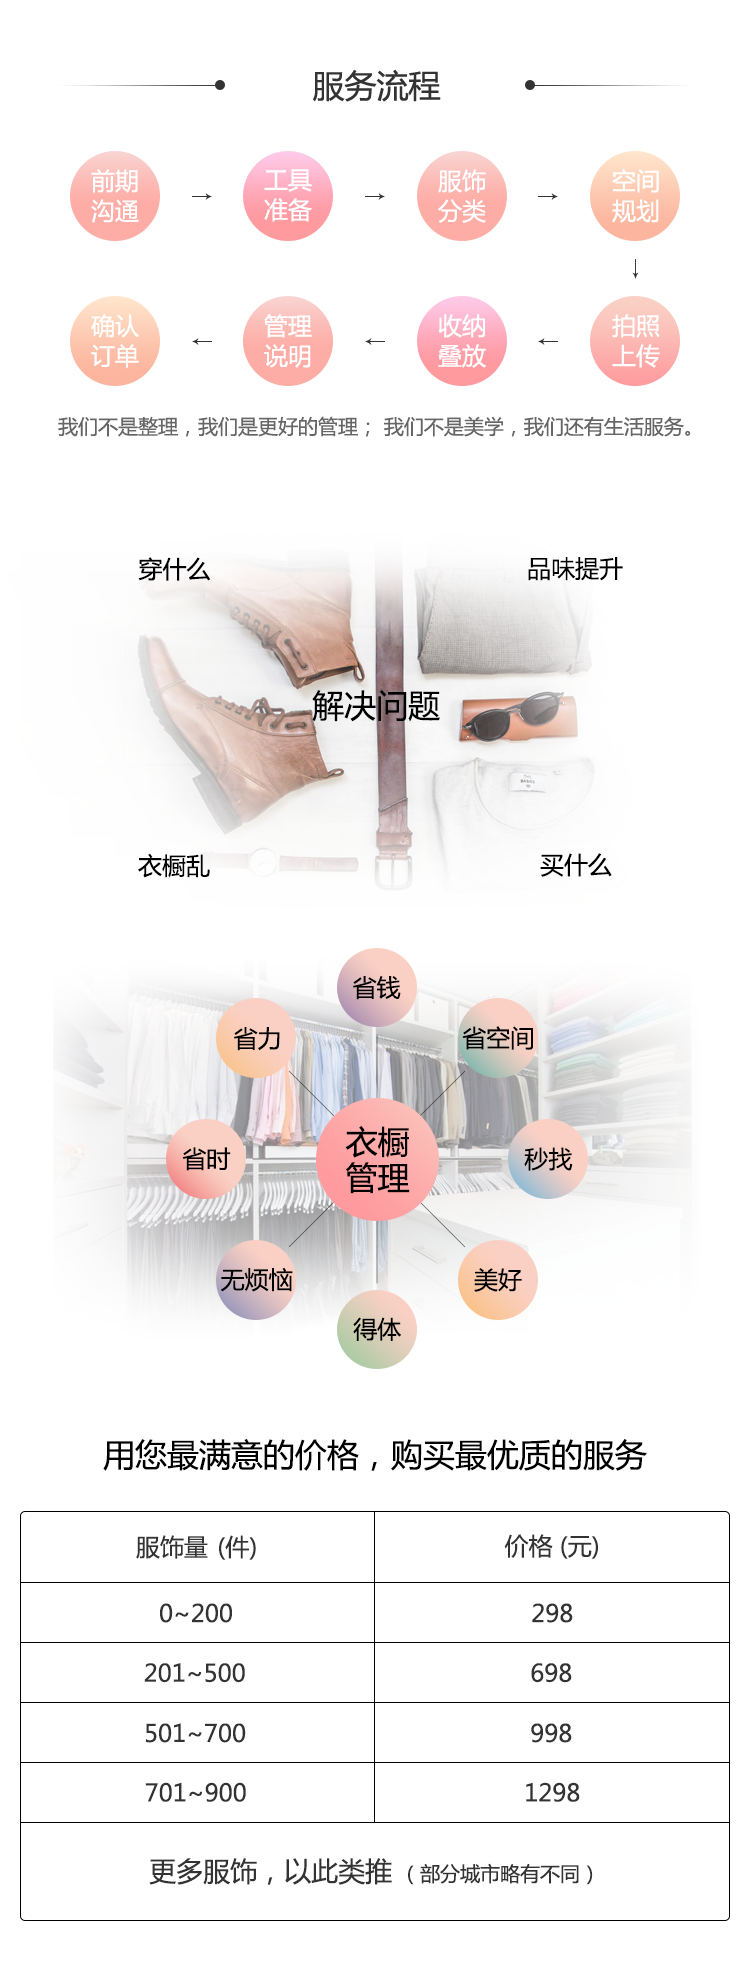 服务流程
前期
沟通
工具
准备
服饰
分类
空间
规划
确认
订单
管理
说明
收纳
叠放
拍照
上传
我们不是整理，我们是更好的管理； 我们不是美学，我们还有生活服务。
穿什么
品味提升
解决问题
衣橱乱
买什么
省钱
省力
省空间
衣橱
管理
省时
秒找
无烦恼
美好
得体
用您最满意的价格，购买最优质的服务
服饰量 (件)
价格 (元)
0~200
298
201~500
698
501~700
998
701~900
1298
更多服饰，以此类推（部分城市略有不同）